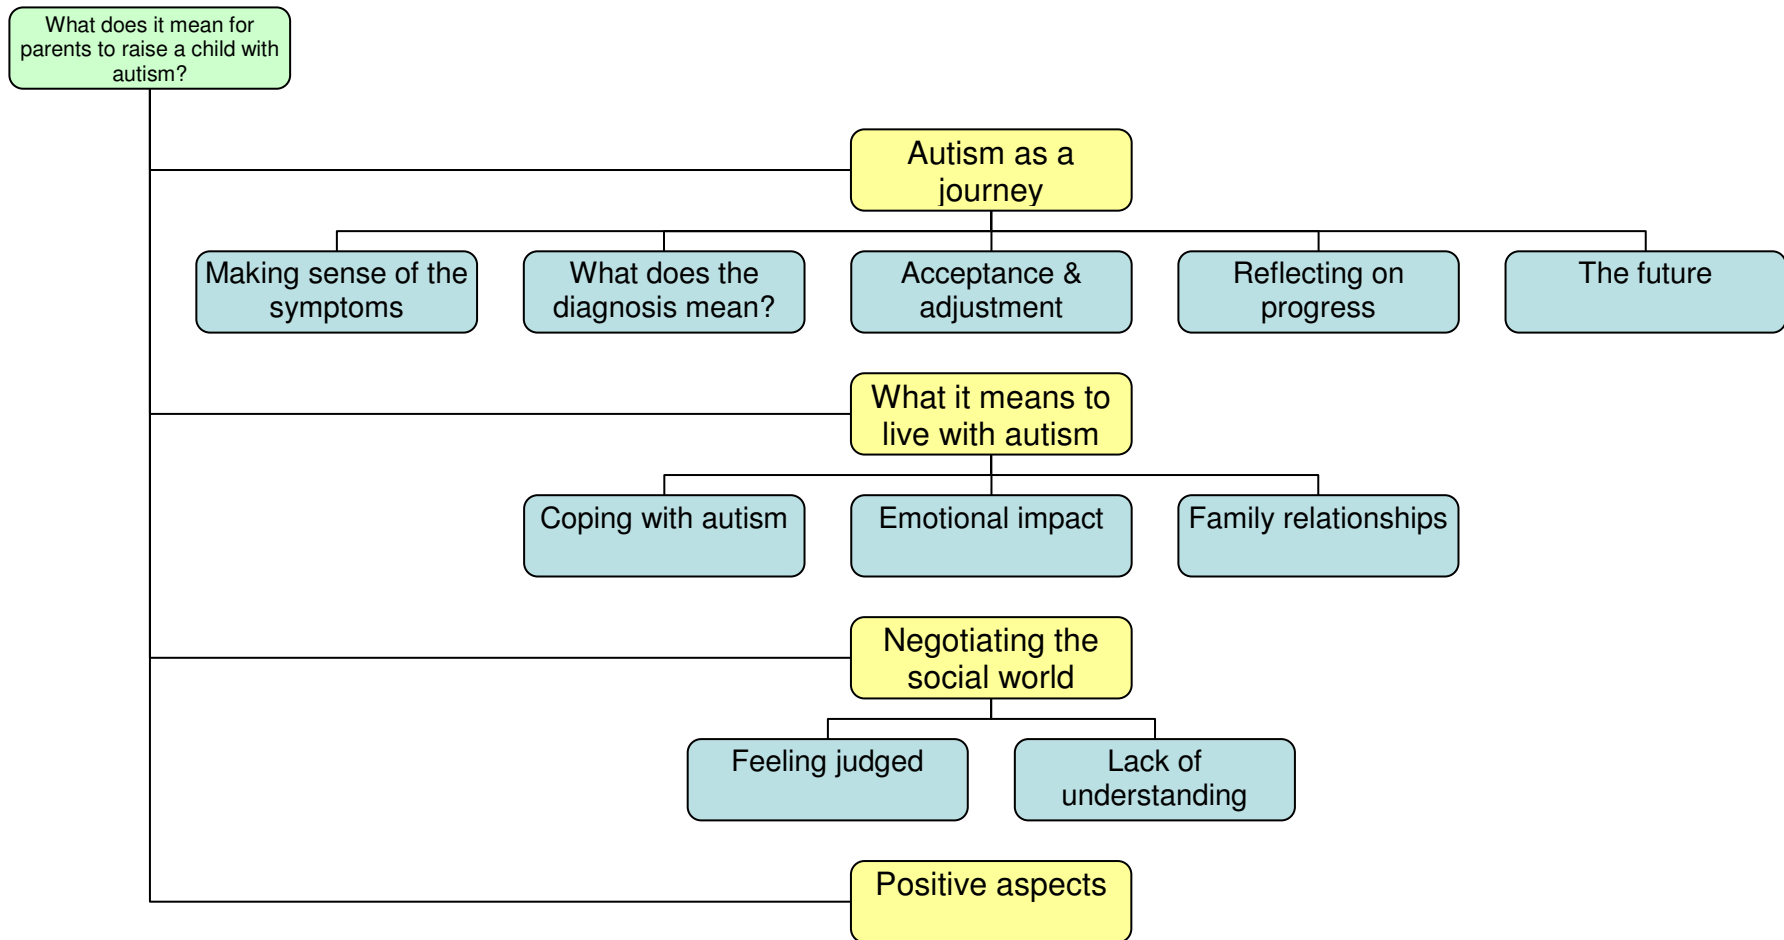 What does it mean for
parents to raise a child with
autism?
Autism as a
journey
Making sense of the
symptoms
What does the
diagnosis mean?
Acceptance &
adjustment
Reflecting on
progress
The future
What it means to
live with autism
Coping with autism
Emotional impact
Family relationships
Negotiating the
social world
Feeling judged
Lack of
understanding
Positive aspects